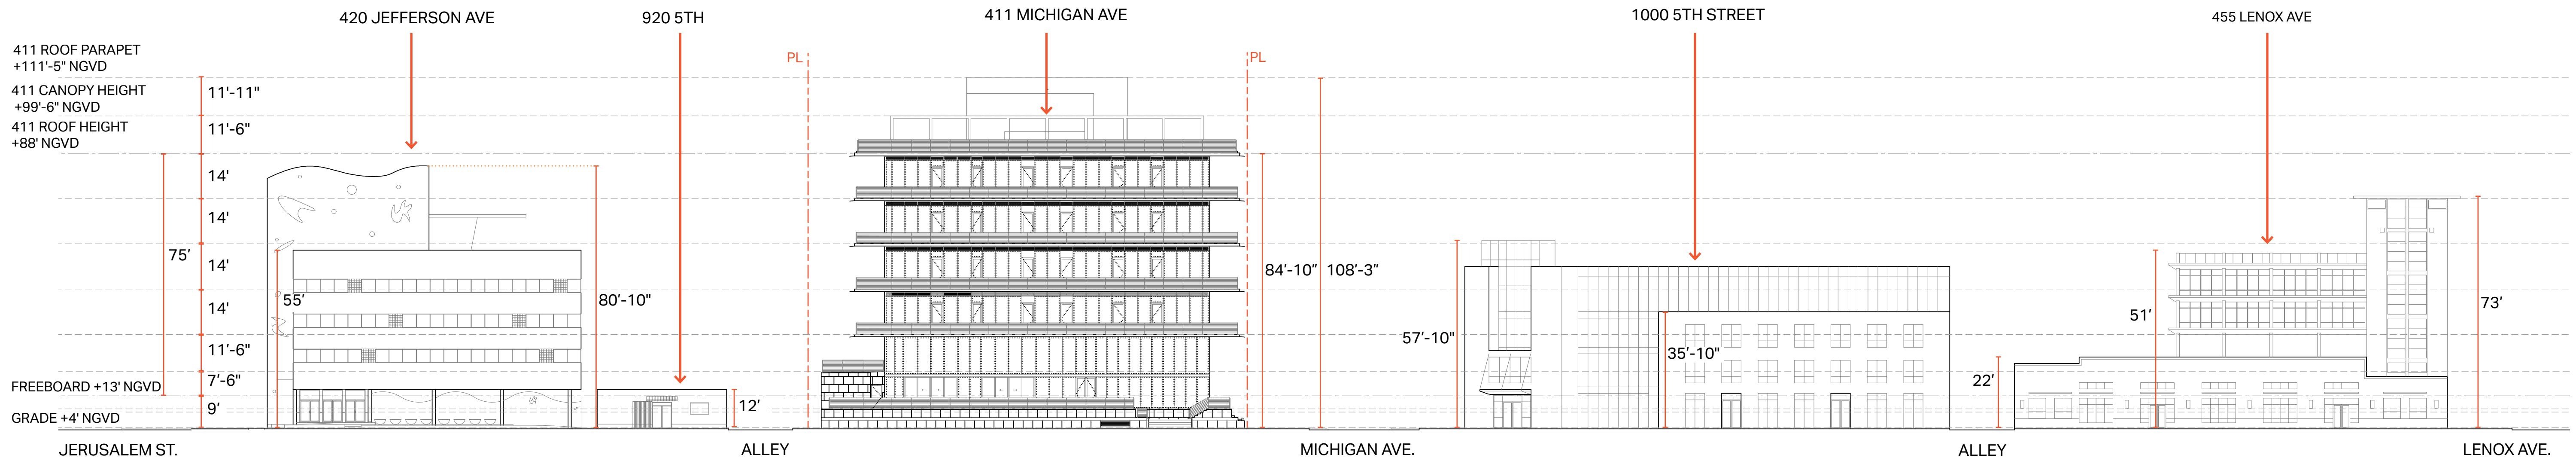 420 JEFFERSON AVE
920 5TH
411 MICHIGAN AVE
1000 5TH STREET
455 LENOX AVE
411 ROOF PARAPET
+111'-5" NGVD
PL
PL
411 CANOPY HEIGHT
+99'-6" NGVD
11'-11"
411 ROOF HEIGHT
+88' NGVD
11'-6"
14'
14'
75'
14'
14'
55'
80'-10"
84'-10"
108'-3"
73'
51'
57'-10"
35'-10"
11'-6"
7'-6"
22'
FREEBOARD +13' NGVD
9'
12'
GRADE +4' NGVD
JERUSALEM ST.
ALLEY
MICHIGAN AVE.
ALLEY
LENOX AVE.